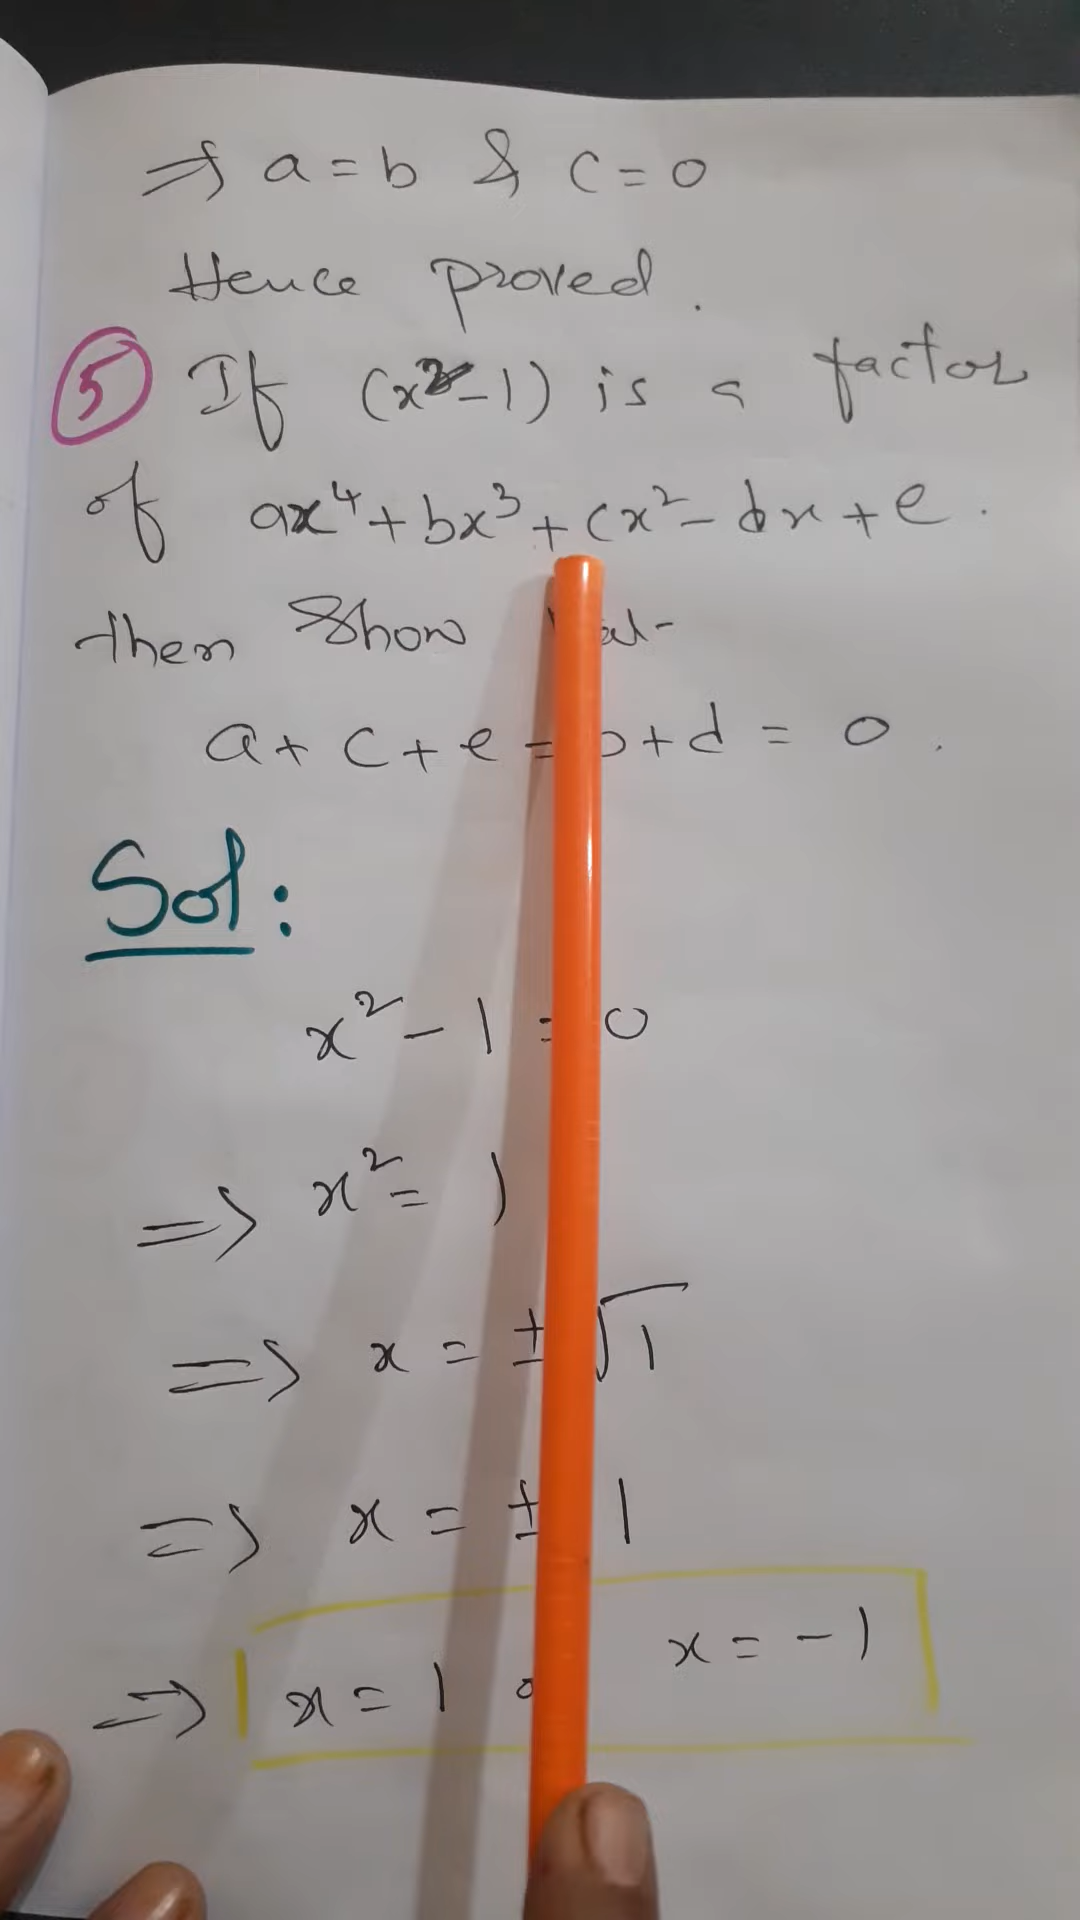 ⇒ a = b & c = 0
Hence proved.
5 If (x² - 1) is a factor
of ax⁴ + bx³ + cx² - dx + e.
then Show
a + c + e = b + d = 0.
Sol:
x² - 1 = 0
⇒ x² = 1
⇒ x = ± √1
⇒ x = ± 1
⇒ x = 1 x = -1